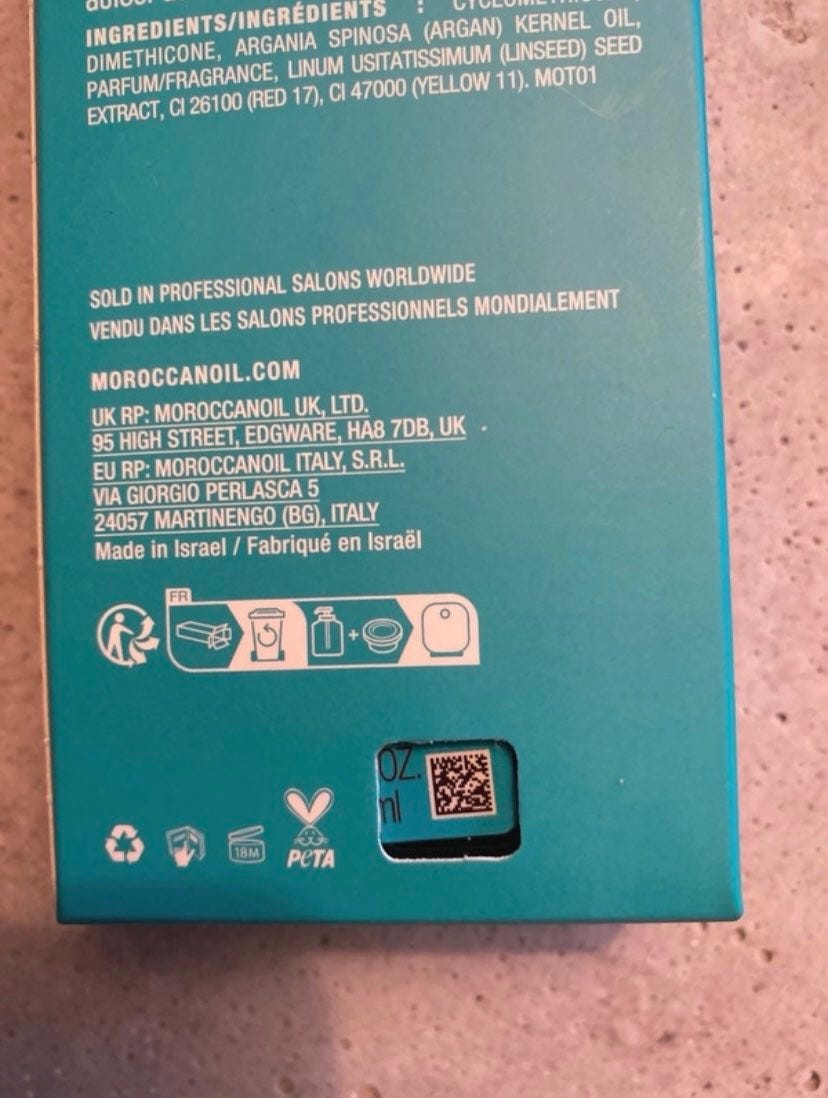 INGREDIENTS/INGRÉDIENTS :
DIMETHICONE, ARGANIA SPINOSA (ARGAN) KERNEL OIL,
PARFUM/FRAGRANCE, LINUM USITATISSIMUM (LINSEED) SEED
EXTRACT, CI 26100 (RED 17), CI 47000 (YELLOW 11). MOT01
SOLD IN PROFESSIONAL SALONS WORLDWIDE
VENDU DANS LES SALONS PROFESSIONNELS MONDIALEMENT
MOROCCANOIL.COM
UK RP: MOROCCANOIL UK, LTD.
95 HIGH STREET, EDGWARE, HA8 7DB, UK
EU RP: MOROCCANOIL ITALY, S.R.L.
VIA GIORGIO PERLASCA 5
24057 MARTINENGO (BG), ITALY
Made in Israel / Fabriqué en Israël
FR
+
OZ.
ml
18M
PETA